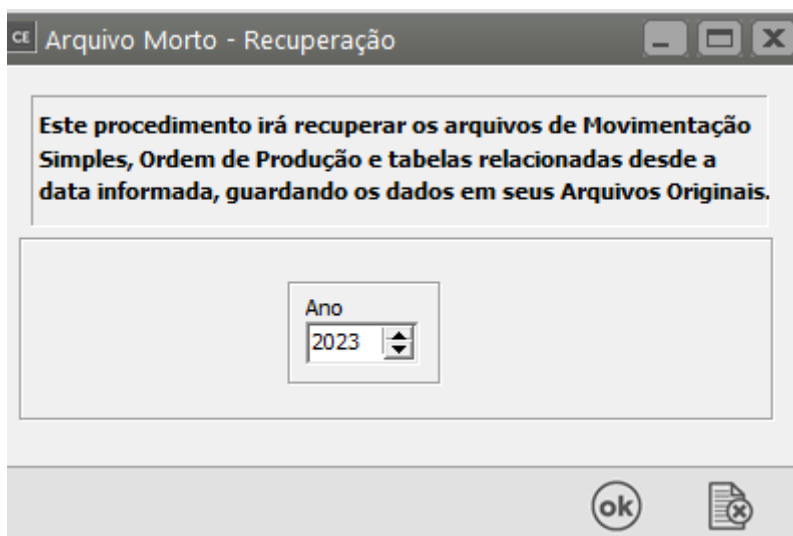 CE Arquivo Morto - Recuperação
Este procedimento irá recuperar os arquivos de Movimentação
Simples, Ordem de Produção e tabelas relacionadas desde a
data informada, guardando os dados em seus Arquivos Originais.
Ano
2023
ok